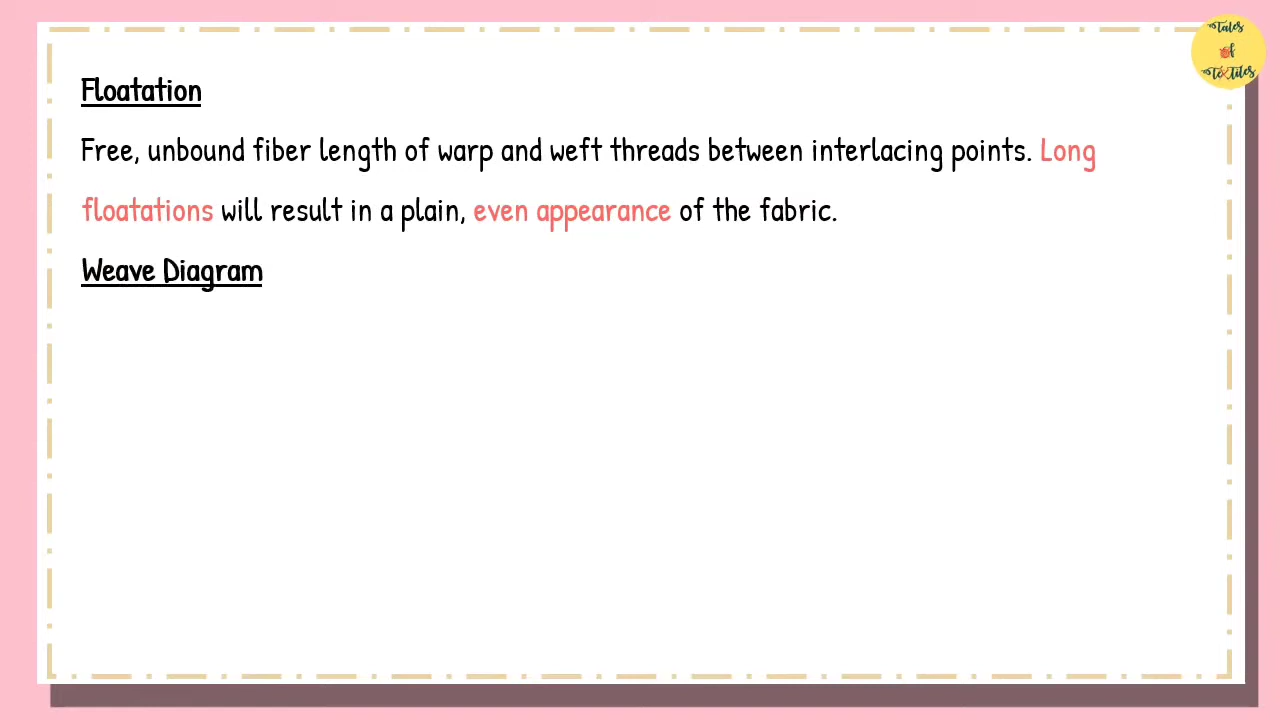 Tales
of
TexTiles
Floatation
Free, unbound fiber length of warp and weft threads between interlacing points. Long
floatations will result in a plain, even appearance of the fabric.
Weave Diagram